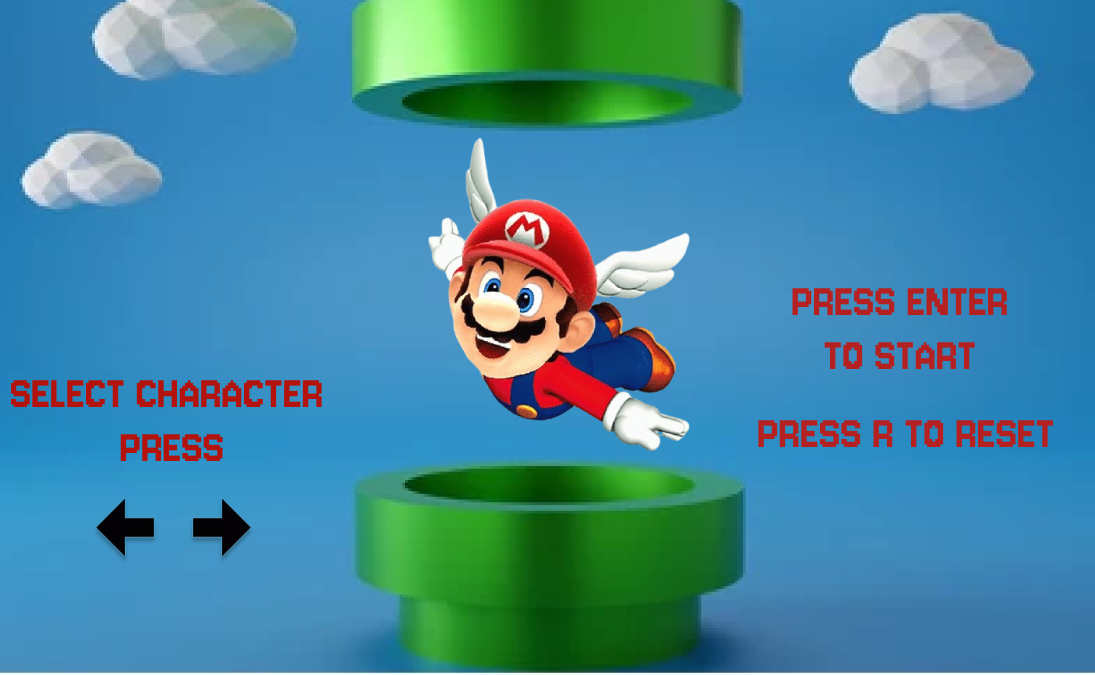 M
SELECT CHARACTER
PRESS
PRESS ENTER
TO START
PRESS R TO RESET